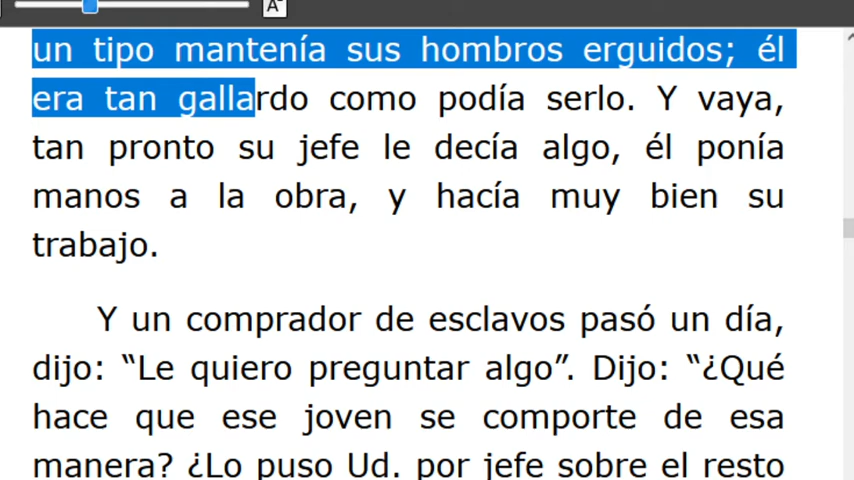 A
un tipo mantenía sus hombros erguidos; él
era tan gallardo como podía serlo. Y vaya,
tan pronto su jefe le decía algo, él ponía
manos a la obra, y hacía muy bien su
trabajo.
Y un comprador de esclavos pasó un día,
dijo: “Le quiero preguntar algo”. Dijo: “¿Qué
hace que ese joven se comporte de esa
manera? ¿Lo puso Ud. por jefe sobre el resto